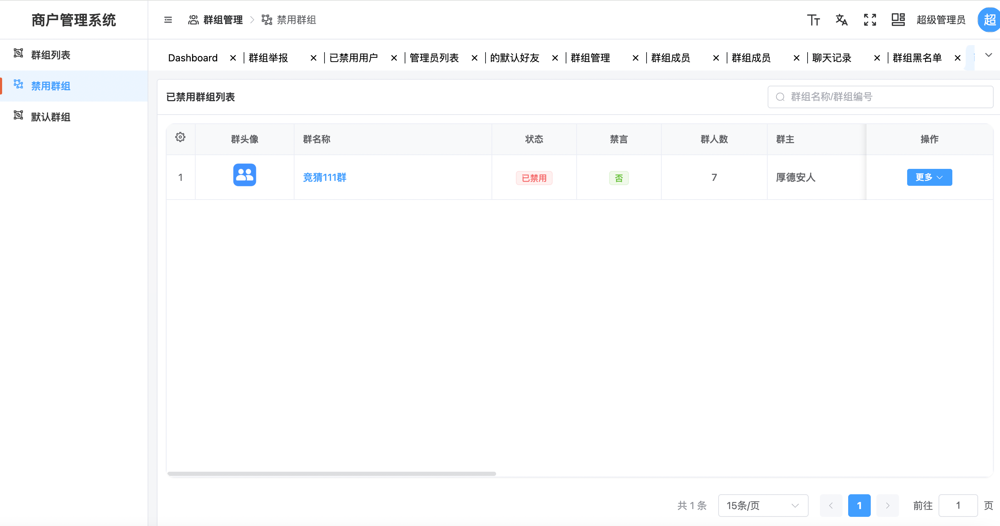 商户管理系统
群组管理 > 禁用群组
超级管理员 超
群组列表
禁用群组
默认群组
Dashboard 群组举报 已禁用用户 管理员列表 的默认好友 群组管理 群组成员 群组成员 聊天记录 群组黑名单
已禁用群组列表
群组名称/群组编号
群头像 群名称 状态 禁言 群人数 群主 操作
1 竞猜111群 已禁用 否 7 厚德安人 更多
共 1 条 15条/页 1 前往 1 页